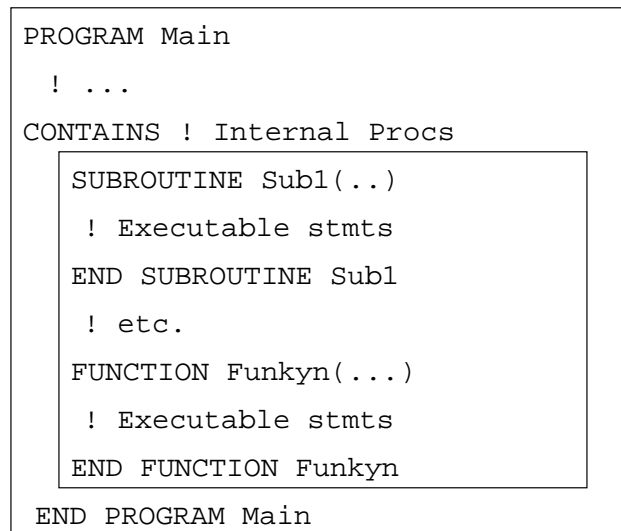 PROGRAM Main
! ...
CONTAINS ! Internal Procs
SUBROUTINE Sub1(..)
! Executable stmts
END SUBROUTINE Sub1
! etc.
FUNCTION Funkyn(...)
! Executable stmts
END FUNCTION Funkyn
END PROGRAM Main